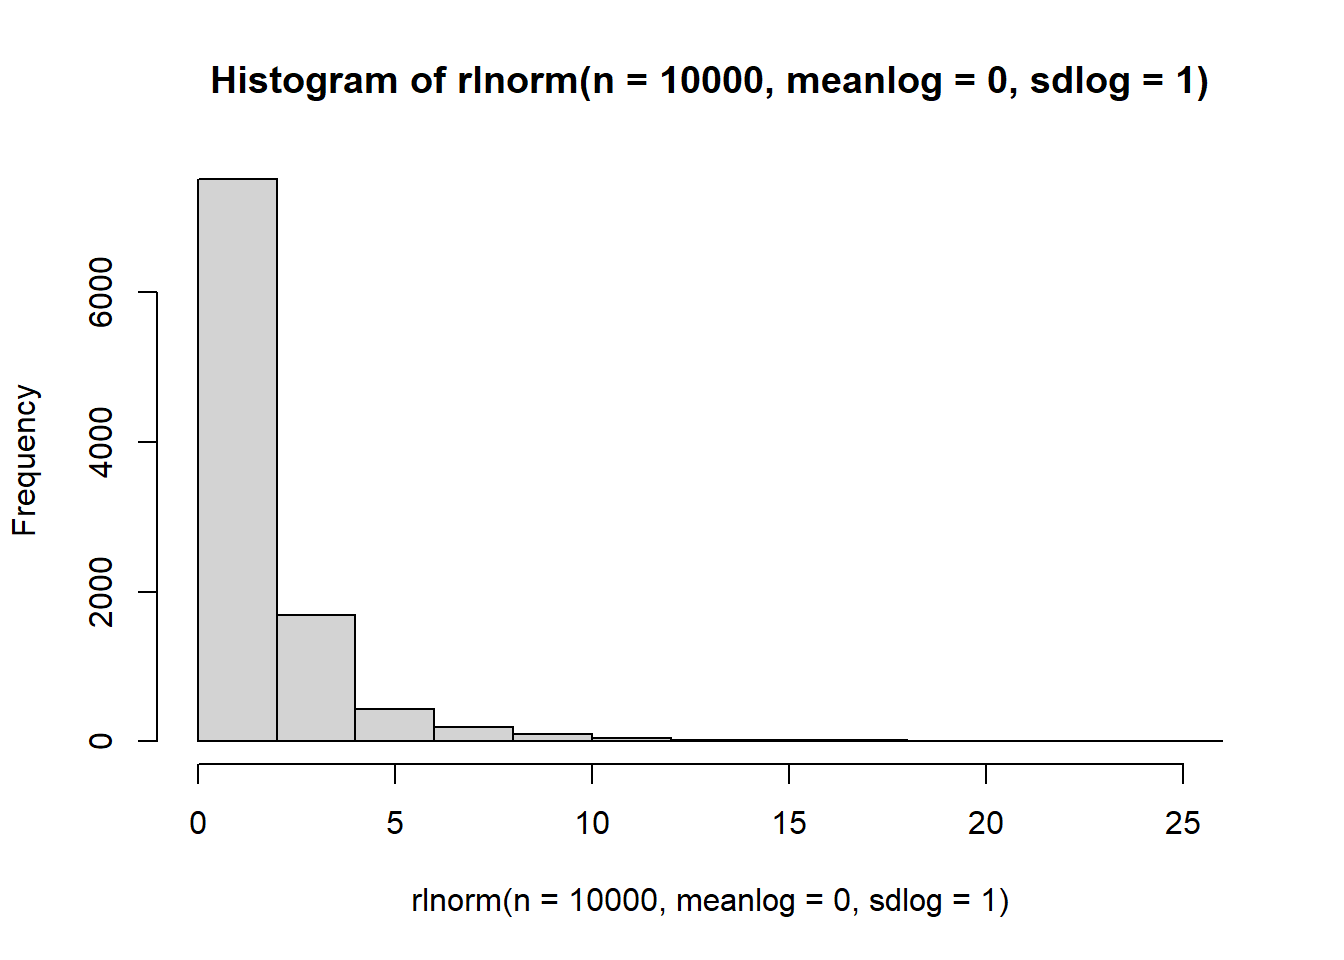 Histogram of rlnorm(n = 10000, meanlog = 0, sdlog = 1)
Frequency
6000
4000
2000
0
0 5 10 15 20 25
rlnorm(n = 10000, meanlog = 0, sdlog = 1)